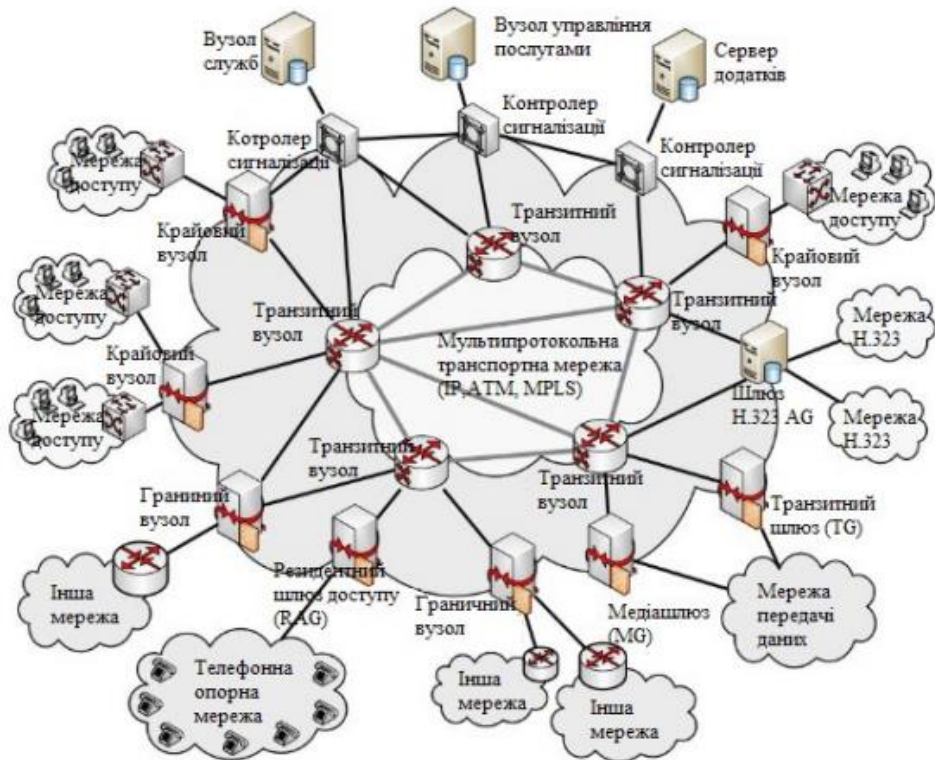 Вузол
служб
Вузол управління
послугами
Сервер
додатків
Котролер
сигналізації
Контролер
сигналізації
Контролер
сигналізації
Мережа
доступу
Крайовий
вузол
Транзитний
вузол
Мережа
доступу
Крайовий
вузол
Мережа
доступу
Транзитний
вузол
Транзитний
вузол
Мережа
H.323
Крайовий
вузол
Мультипротокольна
транспортна мережа
(IP,ATM, MPLS)
Шлюз
H.323 AG
Мережа
H.323
Мережа
доступу
Транзитний
вузол
Транзитний
вузол
Граниний
вузол
Транзитний
шлюз (TG)
Інша
мережа
Резидентний
шлюз доступу
(RAG)
Граничний
вузол
Медіашлюз
(MG)
Мережа
передачі
даних
Телефонна
опорна
мережа
Інша
мережа
Інша
мережа